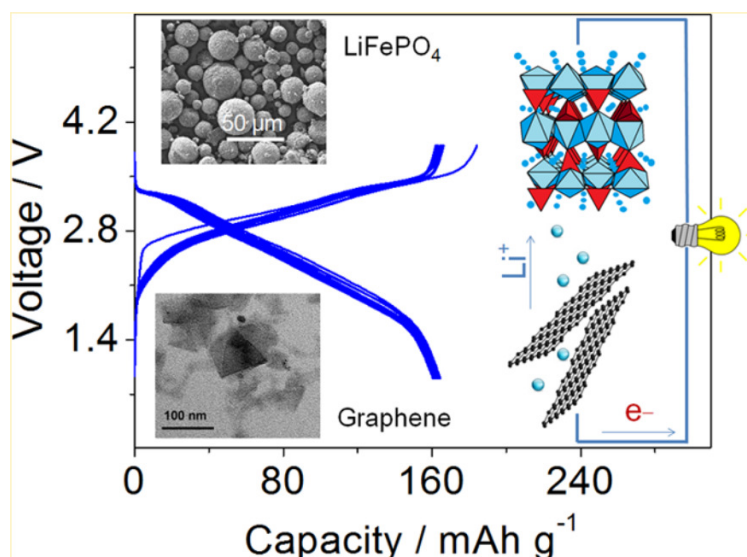 LiFePO₄
50 μm
4.2
2.8
1.4
Voltage / V
Li⁺
100 nm
Graphene
e⁻
0
80
160
240
Capacity / mAh g⁻¹